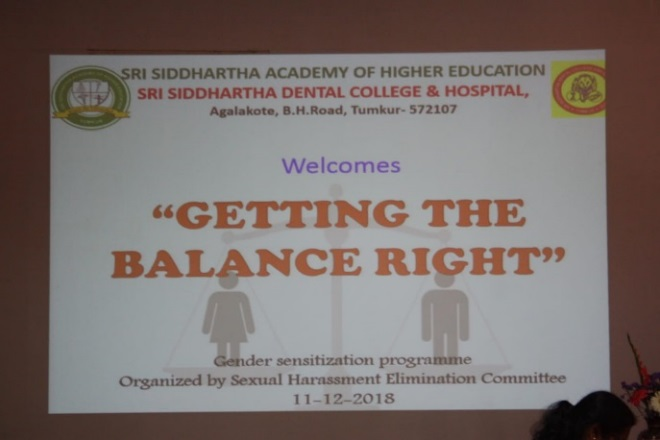 SRI SIDDHARTHA ACADEMY OF HIGHER EDUCATION
SRI SIDDHARTHA DENTAL COLLEGE & HOSPITAL,
Agalakote, B.H.Road, Tumkur- 572107
Welcomes
“GETTING THE
BALANCE RIGHT”
Gender sensitization programme
Organized by Sexual Harassment Elimination Committee
11-12-2018